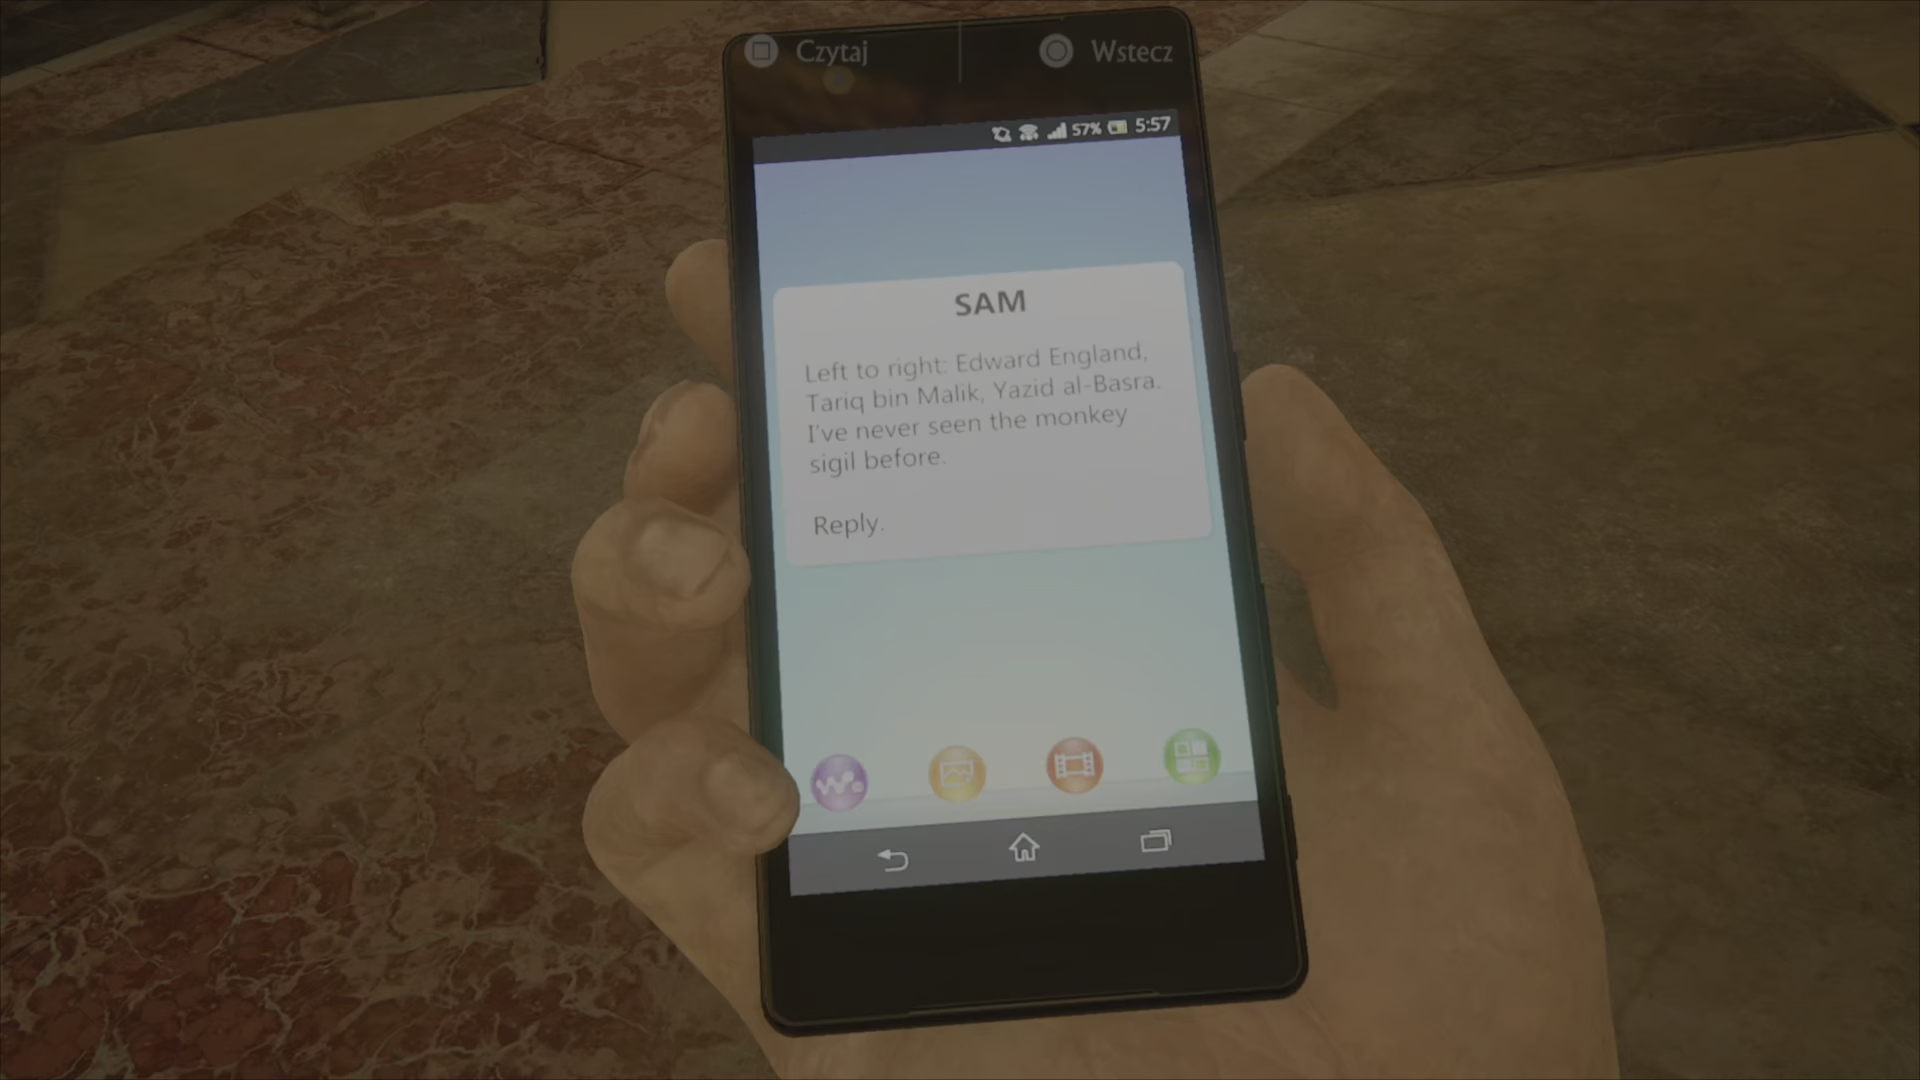 Czytaj
Wstecz
57% 5:57
SAM
Left to right: Edward England,
Tariq bin Malik, Yazid al-Basra.
I've never seen the monkey
sigil before.
Reply.